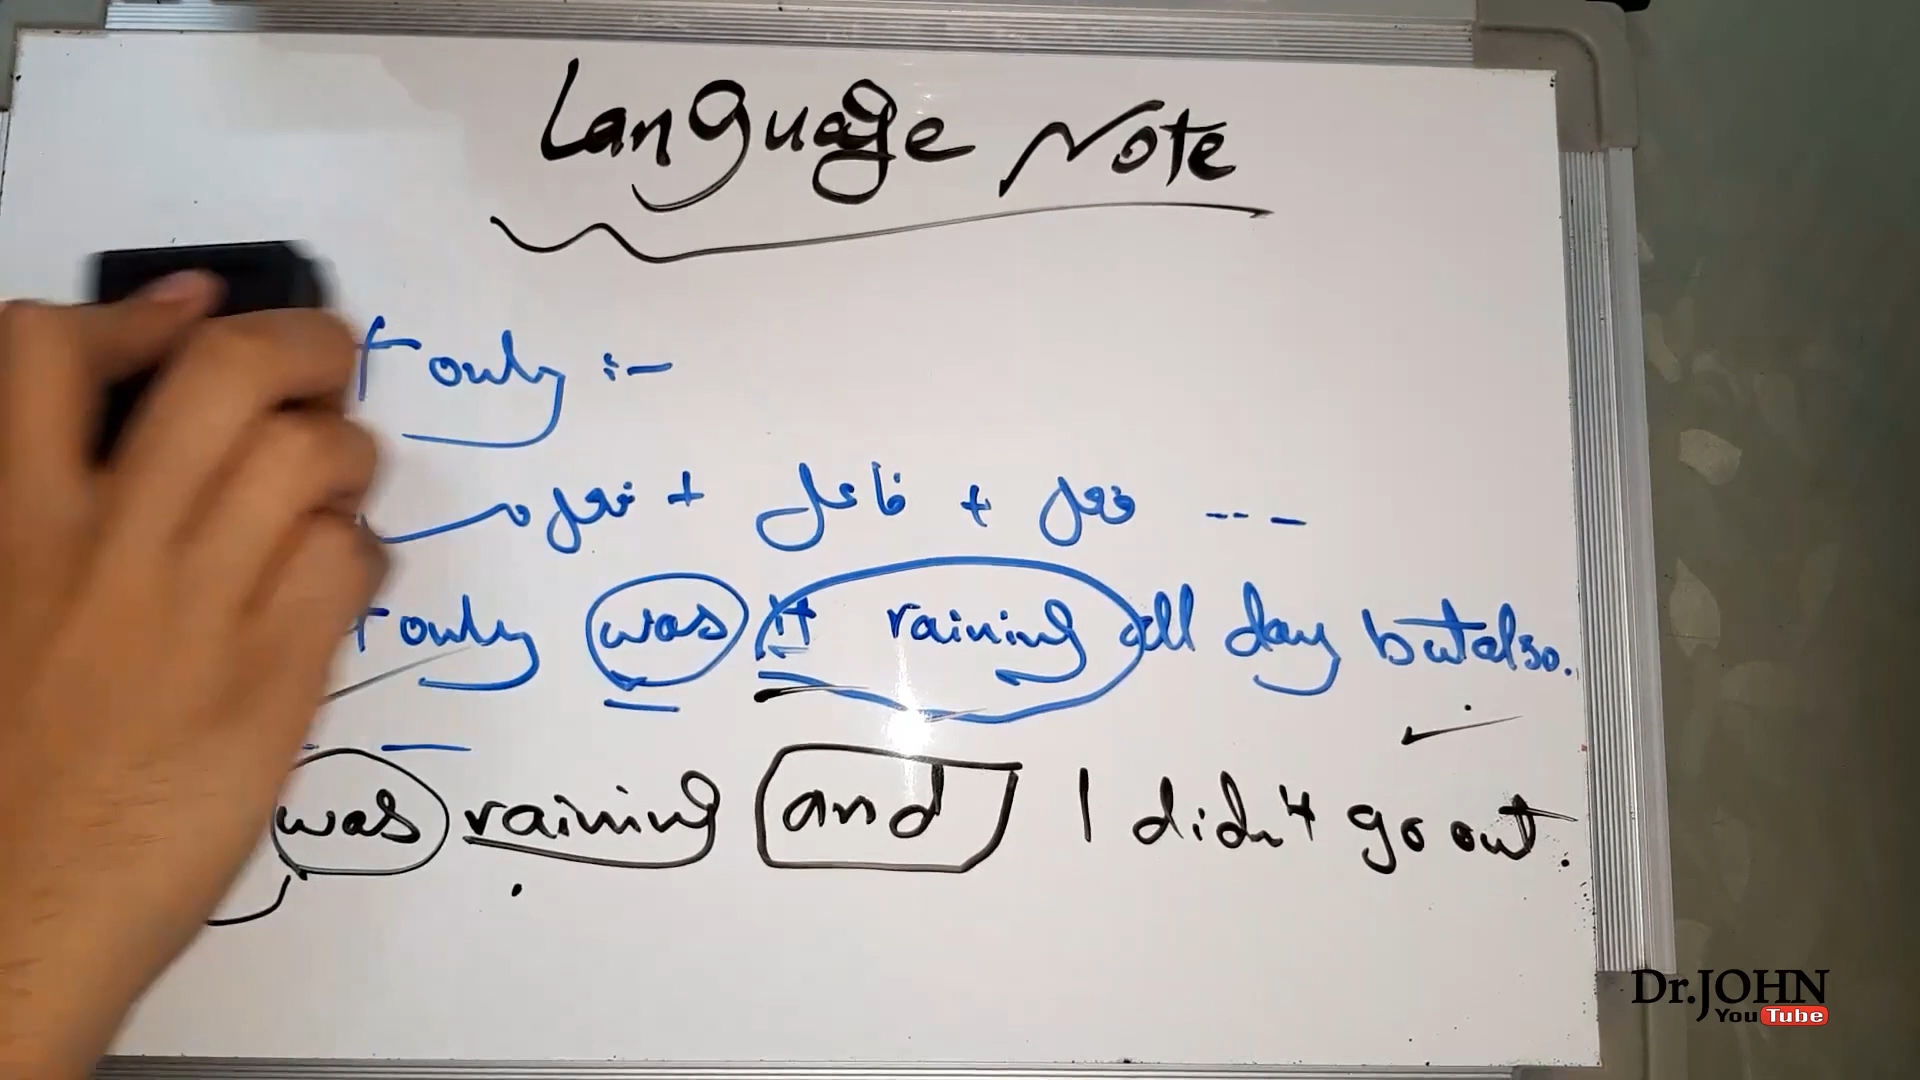 Language Note
t only :-
فعل + فاعل + فعل ---
t only was it raining all day but also.
was raining and I didn't go out.
Dr.JOHN
YouTube